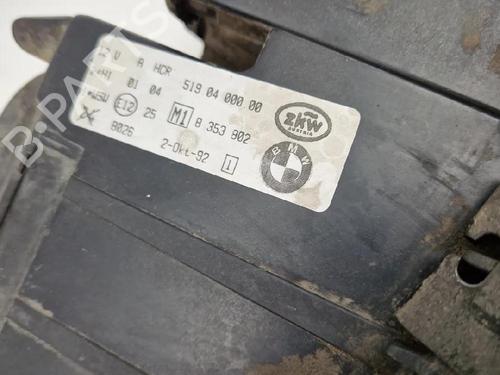 12 V A HCR 519 04 000 00
01 04
E12 25 M1 8 353 802
8026 2-Okt-92 1
ZKW
AUSTRIA
BMW
B-PARTS